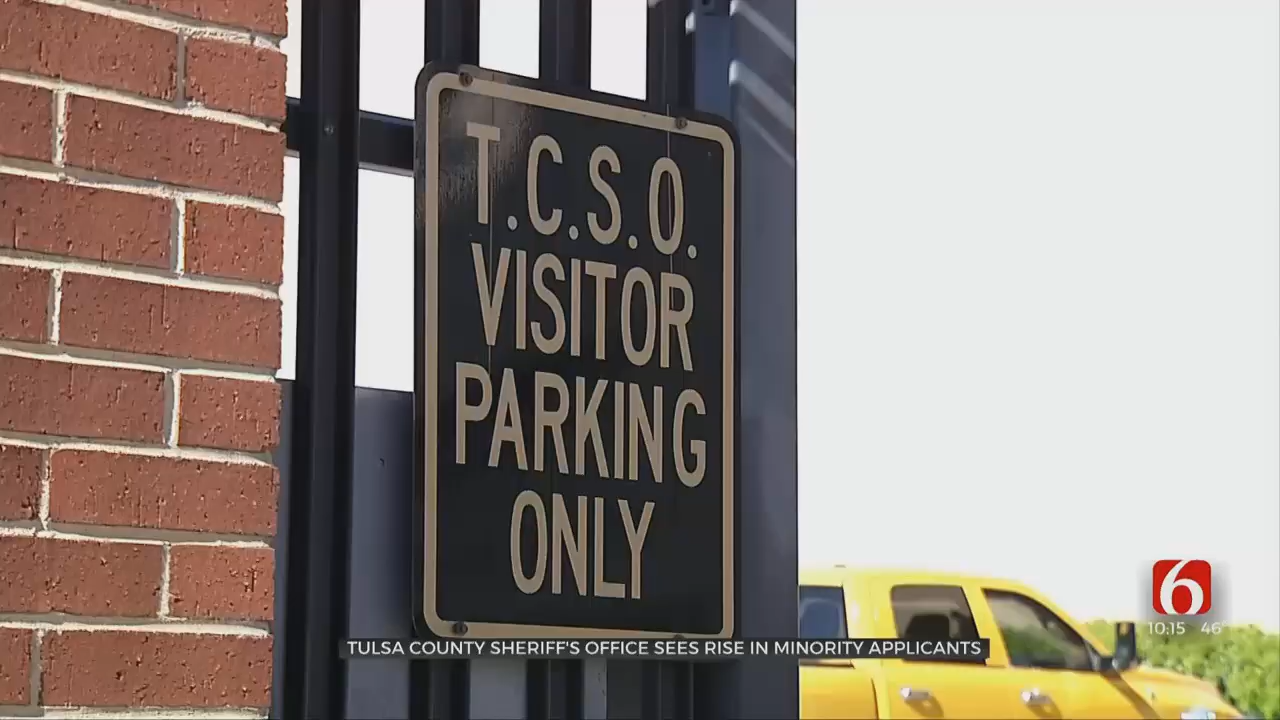 T.C.S.O.
VISITOR
PARKING
ONLY
6
10:15 46°
TULSA COUNTY SHERIFF'S OFFICE SEES RISE IN MINORITY APPLICANTS